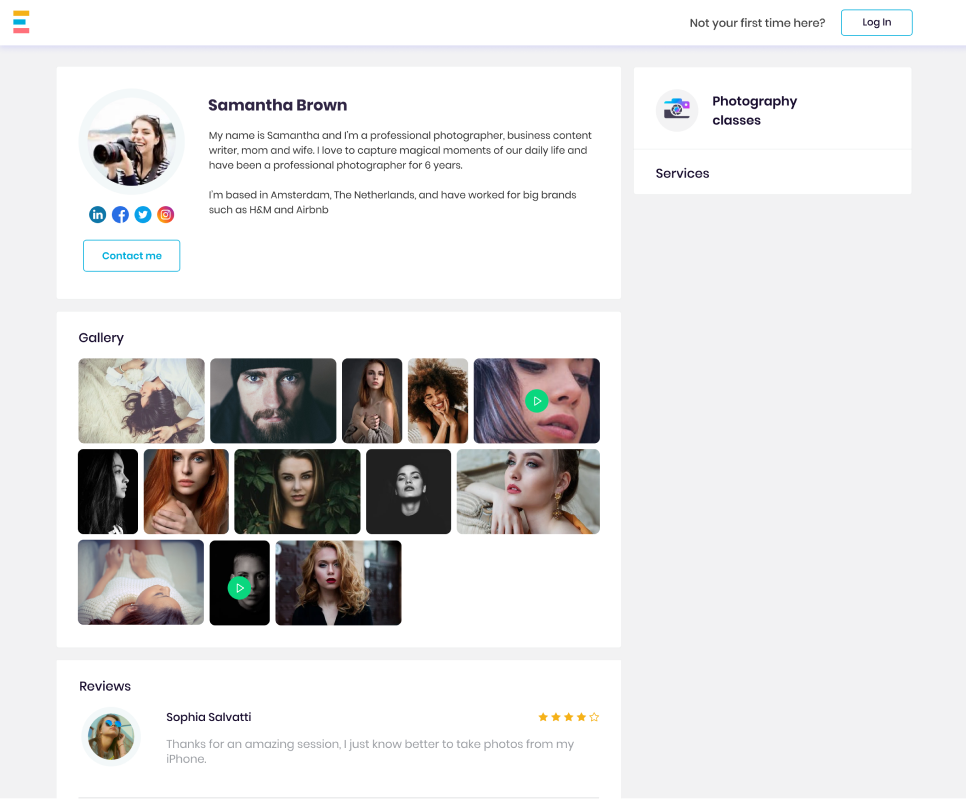 Not your first time here?
Log In
Samantha Brown
My name is Samantha and I'm a professional photographer, business content
writer, mom and wife. I love to capture magical moments of our daily life and
have been a professional photographer for 6 years.
I'm based in Amsterdam, The Netherlands, and have worked for big brands
such as H&M and Airbnb
in
f
Contact me
Photography
classes
Services
Gallery
Reviews
Sophia Salvatti
Thanks for an amazing session, I just know better to take photos from my
iPhone.